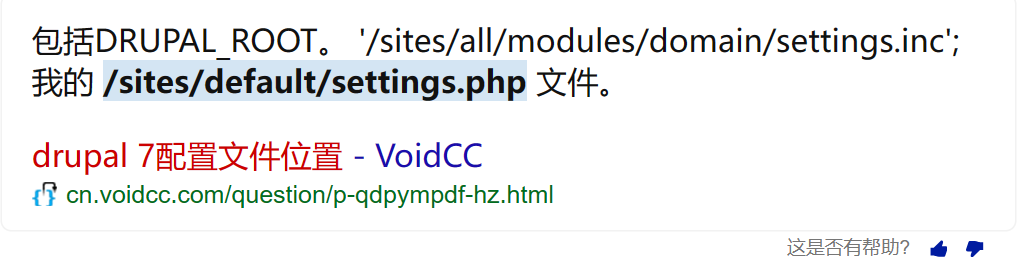 包括DRUPAL_ROOT。 '/sites/all/modules/domain/settings.inc';
我的 /sites/default/settings.php 文件。
drupal 7配置文件位置 - VoidCC
cn.voidcc.com/question/p-qdpympdf-hz.html
这是否有帮助?